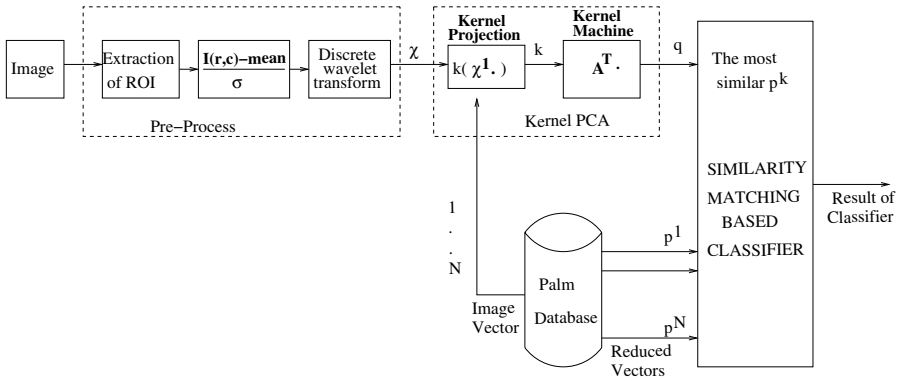 Image
Extraction
of ROI
I(r,c)−mean
σ
Discrete
wavelet
transform
Pre−Process
χ
Kernel
Projection
k( χ¹. )
k
Kernel
Machine
Aᵀ .
Kernel PCA
q
The most
similar pᵏ
SIMILARITY
MATCHING
BASED
CLASSIFIER
Result of
Classifier
1
.
.
N
Image
Vector
Palm
Database
p¹
pᴺ
Reduced
Vectors